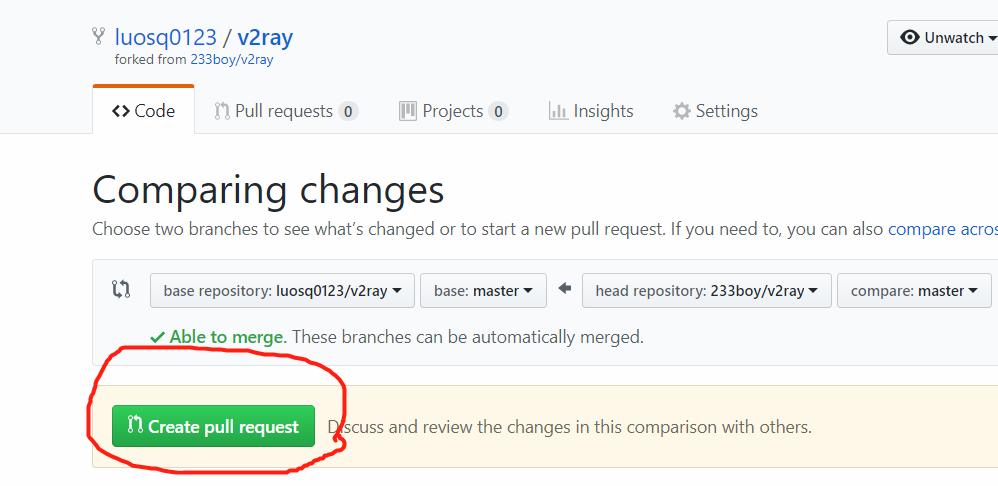 luosq0123 / v2ray
forked from 233boy/v2ray
Unwatch
Code Pull requests 0 Projects 0 Insights Settings
Comparing changes
Choose two branches to see what's changed or to start a new pull request. If you need to, you can also compare acros
base repository: luosq0123/v2ray base: master head repository: 233boy/v2ray compare: master
Able to merge. These branches can be automatically merged.
Create pull request Discuss and review the changes in this comparison with others.